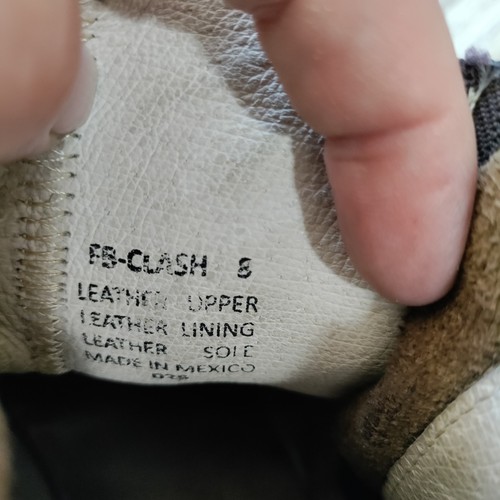 FB-CLASH 8
LEATHER UPPER
LEATHER LINING
LEATHER SOLE
MADE IN MEXICO